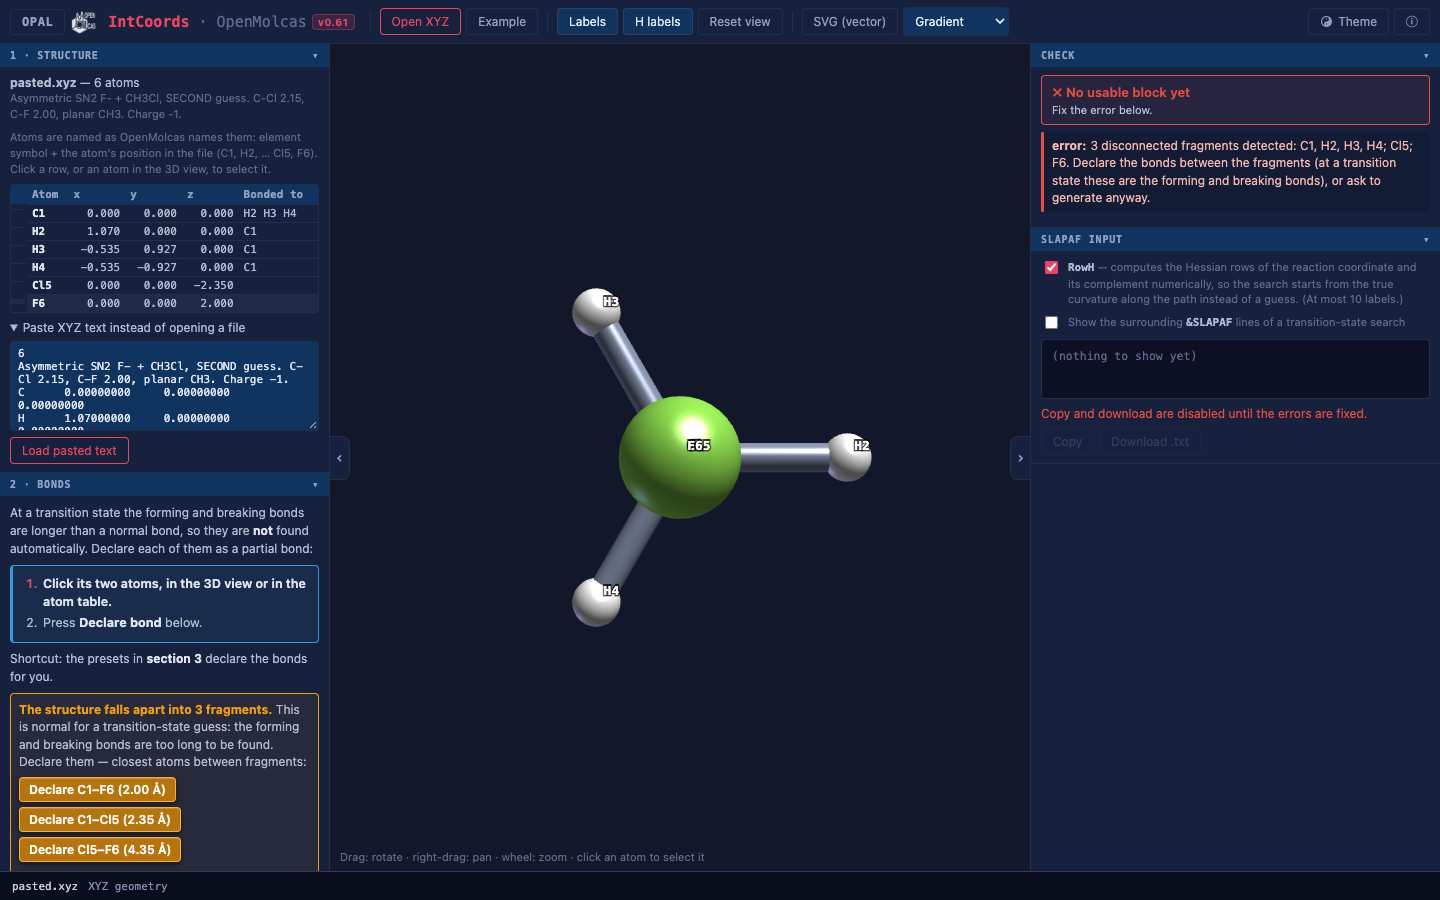 OPAL IntCoords · OpenMolcas v0.61 Open XYZ Example Labels H labels Reset view SVG (vector) Gradient Theme
1 · STRUCTURE
pasted.xyz — 6 atoms
Asymmetric SN2 F- + CH3Cl, SECOND guess. C-Cl 2.15,
C-F 2.00, planar CH3. Charge -1.
Atoms are named as OpenMolcas names them: element
symbol + the atom's position in the file (C1, H2, … Cl5, F6).
Click a row, or an atom in the 3D view, to select it.
Atom x y z Bonded to
C1 0.000 0.000 0.000 H2 H3 H4
H2 1.070 0.000 0.000 C1
H3 −0.535 0.927 0.000 C1
H4 −0.535 −0.927 0.000 C1
Cl5 0.000 0.000 −2.350
F6 0.000 0.000 2.000
Paste XYZ text instead of opening a file
6
Asymmetric SN2 F- + CH3Cl, SECOND guess. C-
Cl 2.15, C-F 2.00, planar CH3. Charge -1.
C 0.00000000 0.00000000
0.00000000
H 1.07000000 0.00000000
0.00000000
Load pasted text
2 · BONDS
At a transition state the forming and breaking bonds
are longer than a normal bond, so they are not found
automatically. Declare each of them as a partial bond:
1. Click its two atoms, in the 3D view or in the
atom table.
2. Press Declare bond below.
Shortcut: the presets in section 3 declare the bonds
for you.
The structure falls apart into 3 fragments. This
is normal for a transition-state guess: the forming
and breaking bonds are too long to be found.
Declare them — closest atoms between fragments:
Declare C1–F6 (2.00 Å)
Declare C1–Cl5 (2.35 Å)
Declare Cl5–F6 (4.35 Å)
H3
H2
H4
Drag: rotate · right-drag: pan · wheel: zoom · click an atom to select it
CHECK
✕ No usable block yet
Fix the error below.
error: 3 disconnected fragments detected: C1, H2, H3, H4; Cl5;
F6. Declare the bonds between the fragments (at a transition
state these are the forming and breaking bonds), or ask to
generate anyway.
SLAPAF INPUT
RowH — computes the Hessian rows of the reaction coordinate and
its complement numerically, so the search starts from the true
curvature along the path instead of a guess. (At most 10 labels.)
Show the surrounding &SLAPAF lines of a transition-state search
(nothing to show yet)
Copy and download are disabled until the errors are fixed.
Copy Download .txt
pasted.xyz XYZ geometry